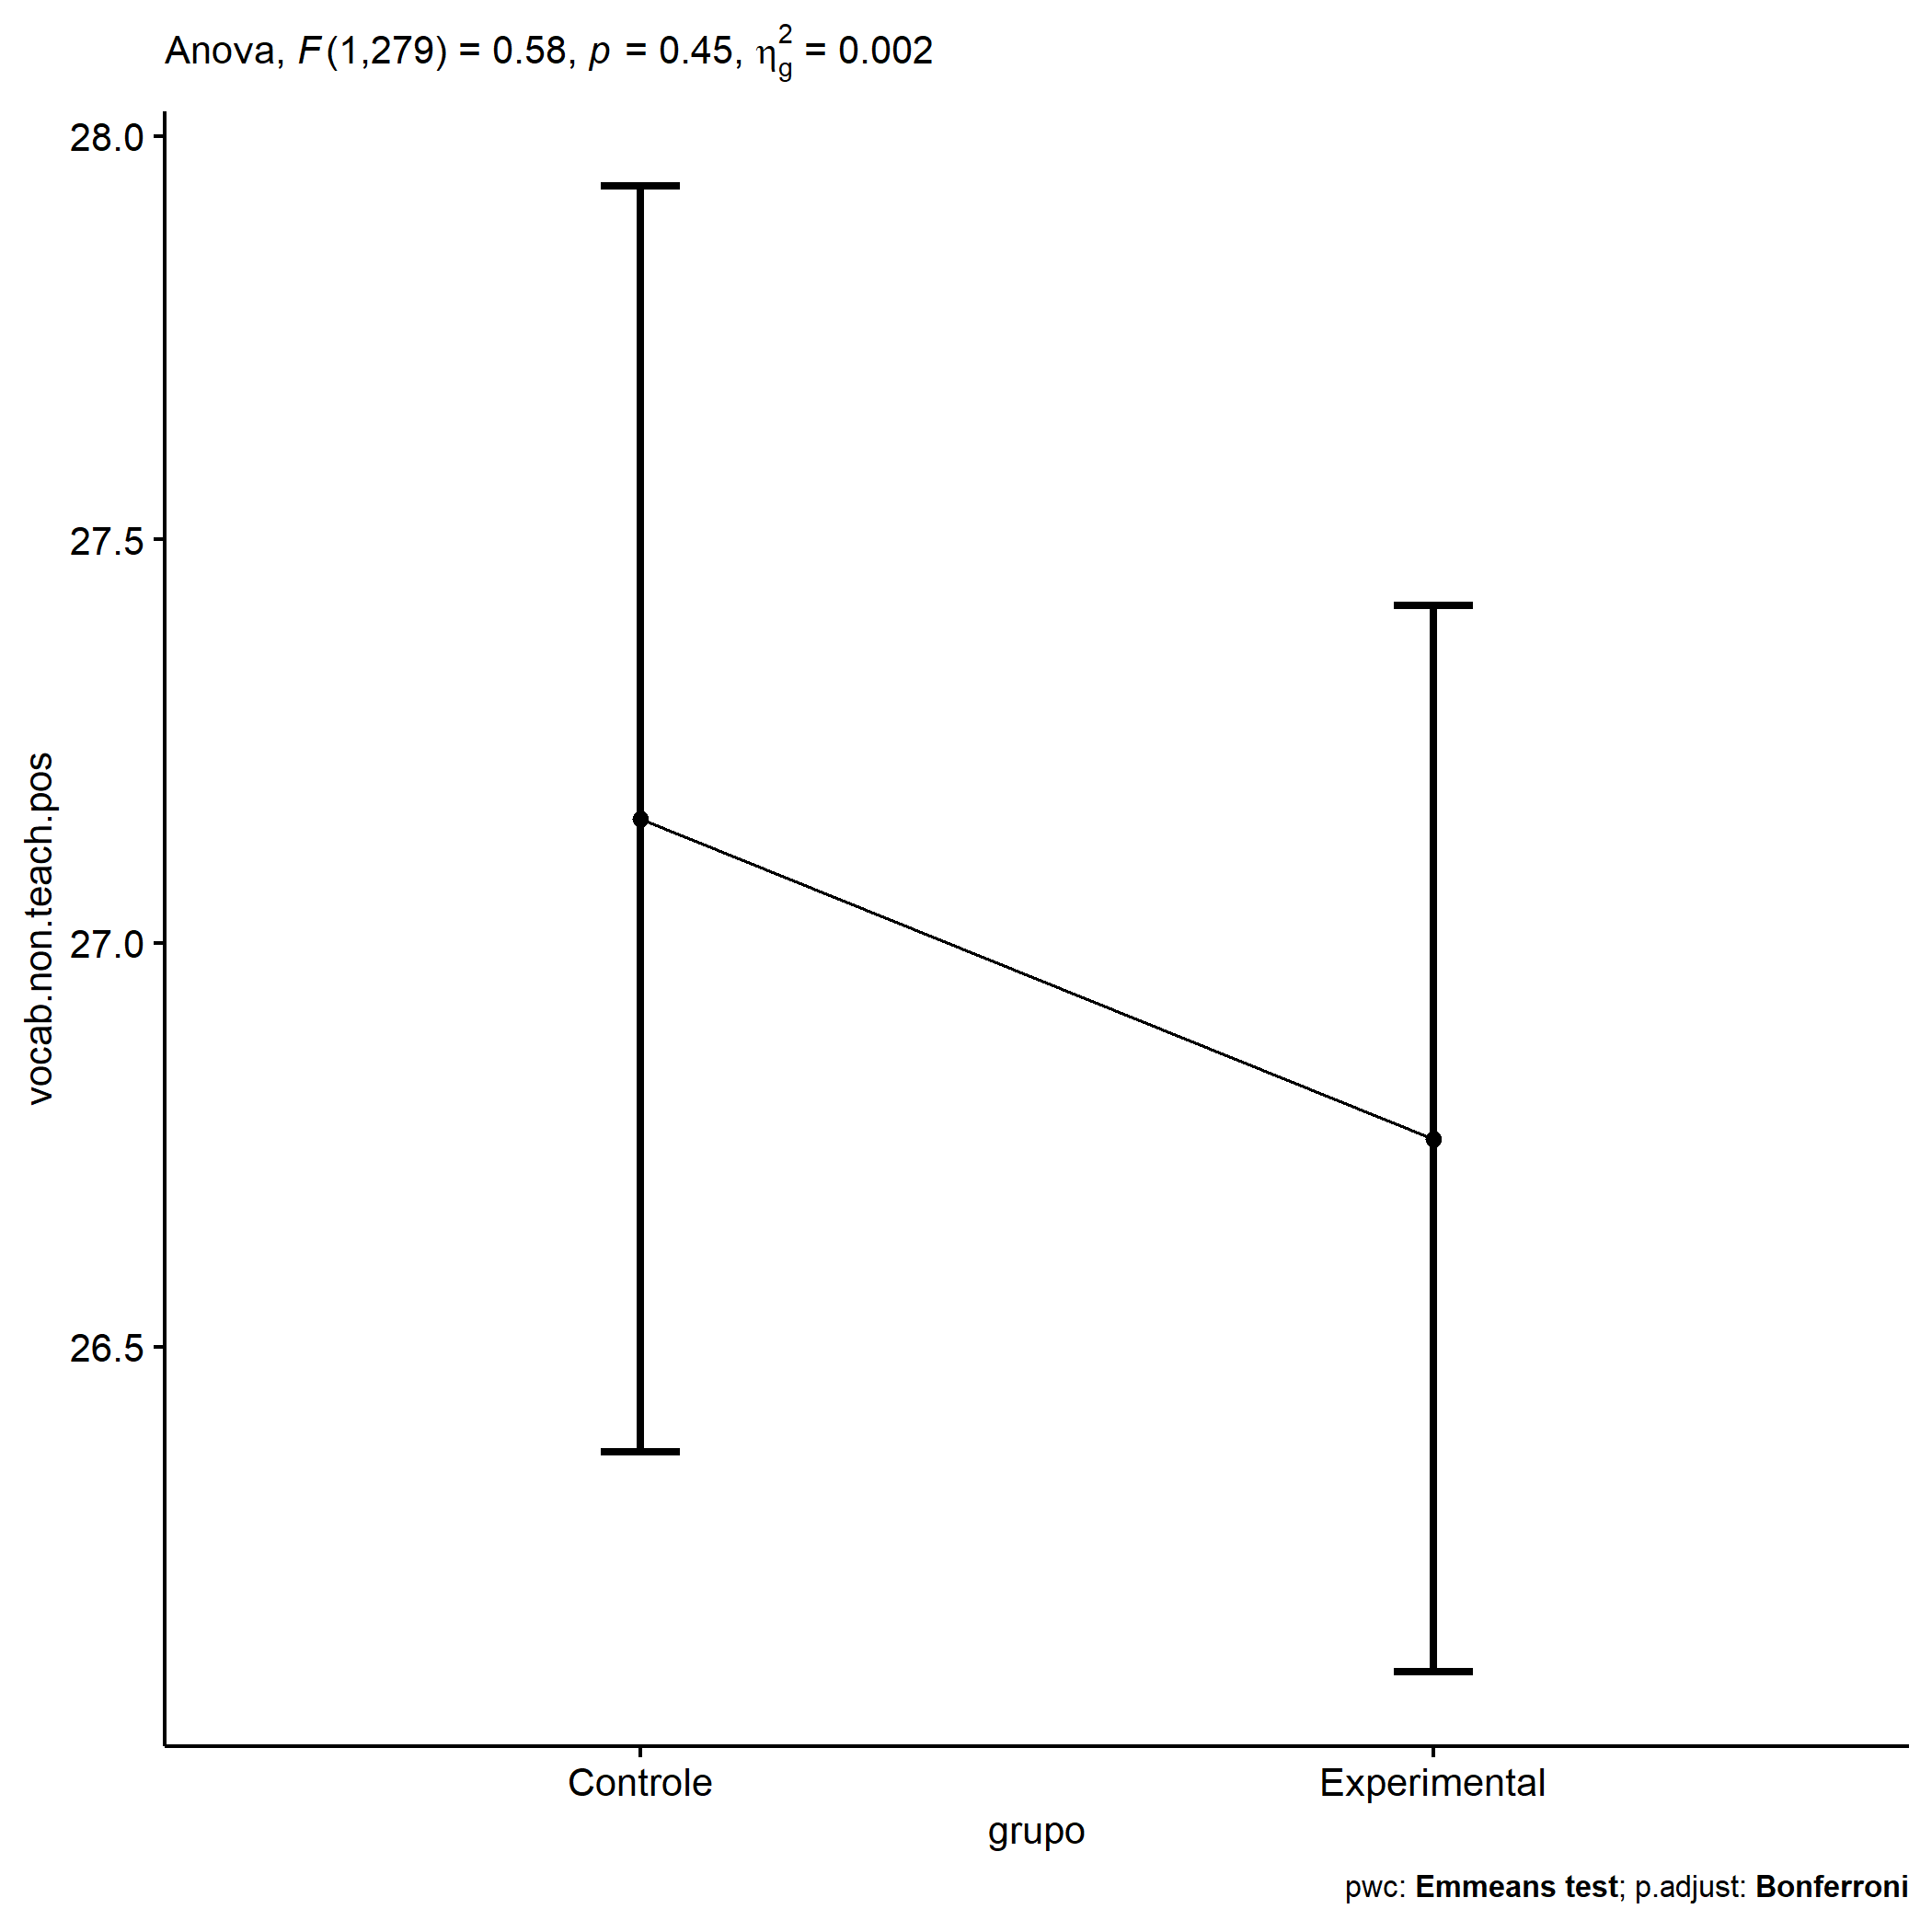 Anova, F(1,279) = 0.58, p = 0.45, η²g = 0.002
28.0
27.5
27.0
26.5
vocab.non.teach.pos
Controle
Experimental
grupo
pwc: Emmeans test; p.adjust: Bonferroni